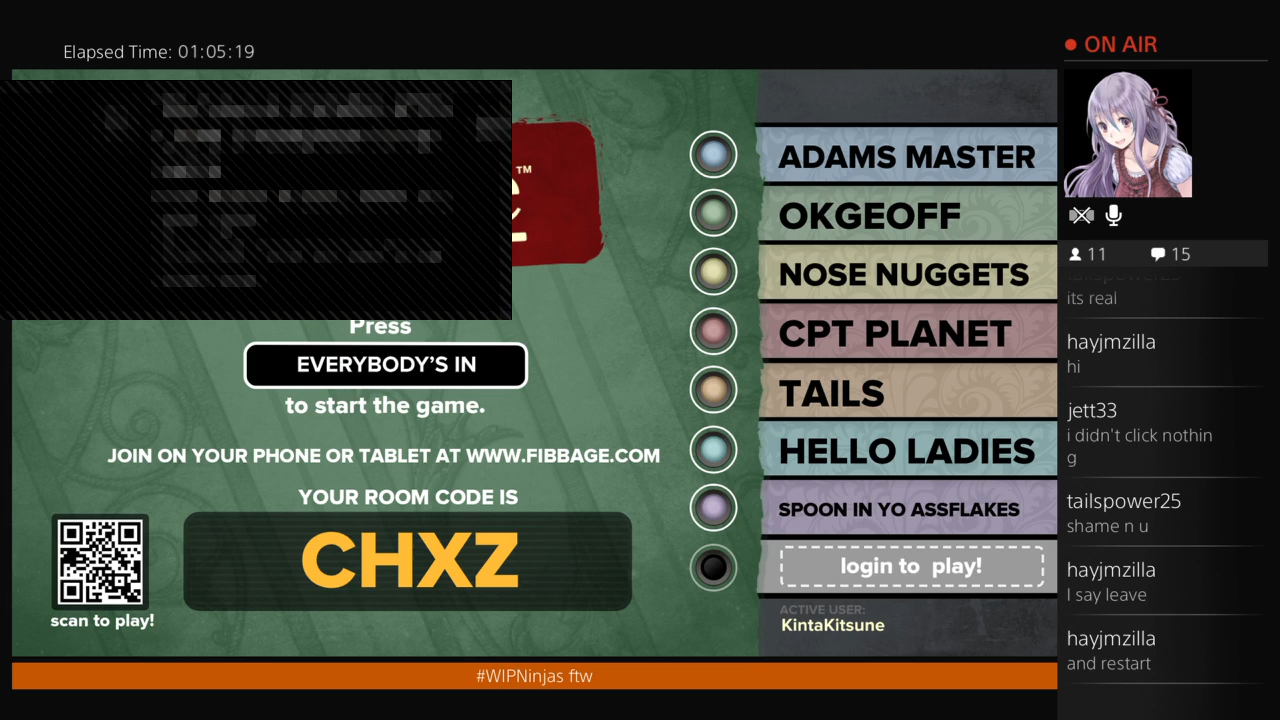 Elapsed Time: 01:05:19
ON AIR
™
ADAMS MASTER
OKGEOFF
NOSE NUGGETS
CPT PLANET
TAILS
HELLO LADIES
SPOON IN YO ASSFLAKES
login to play!
ACTIVE USER:
KintaKitsune
Press
EVERYBODY'S IN
to start the game.
JOIN ON YOUR PHONE OR TABLET AT WWW.FIBBAGE.COM
YOUR ROOM CODE IS
CHXZ
scan to play!
#WIPNinjas ftw
11
15
its real
hayjmzilla
hi
jett33
i didn't click nothin
g
tailspower25
shame n u
hayjmzilla
I say leave
hayjmzilla
and restart